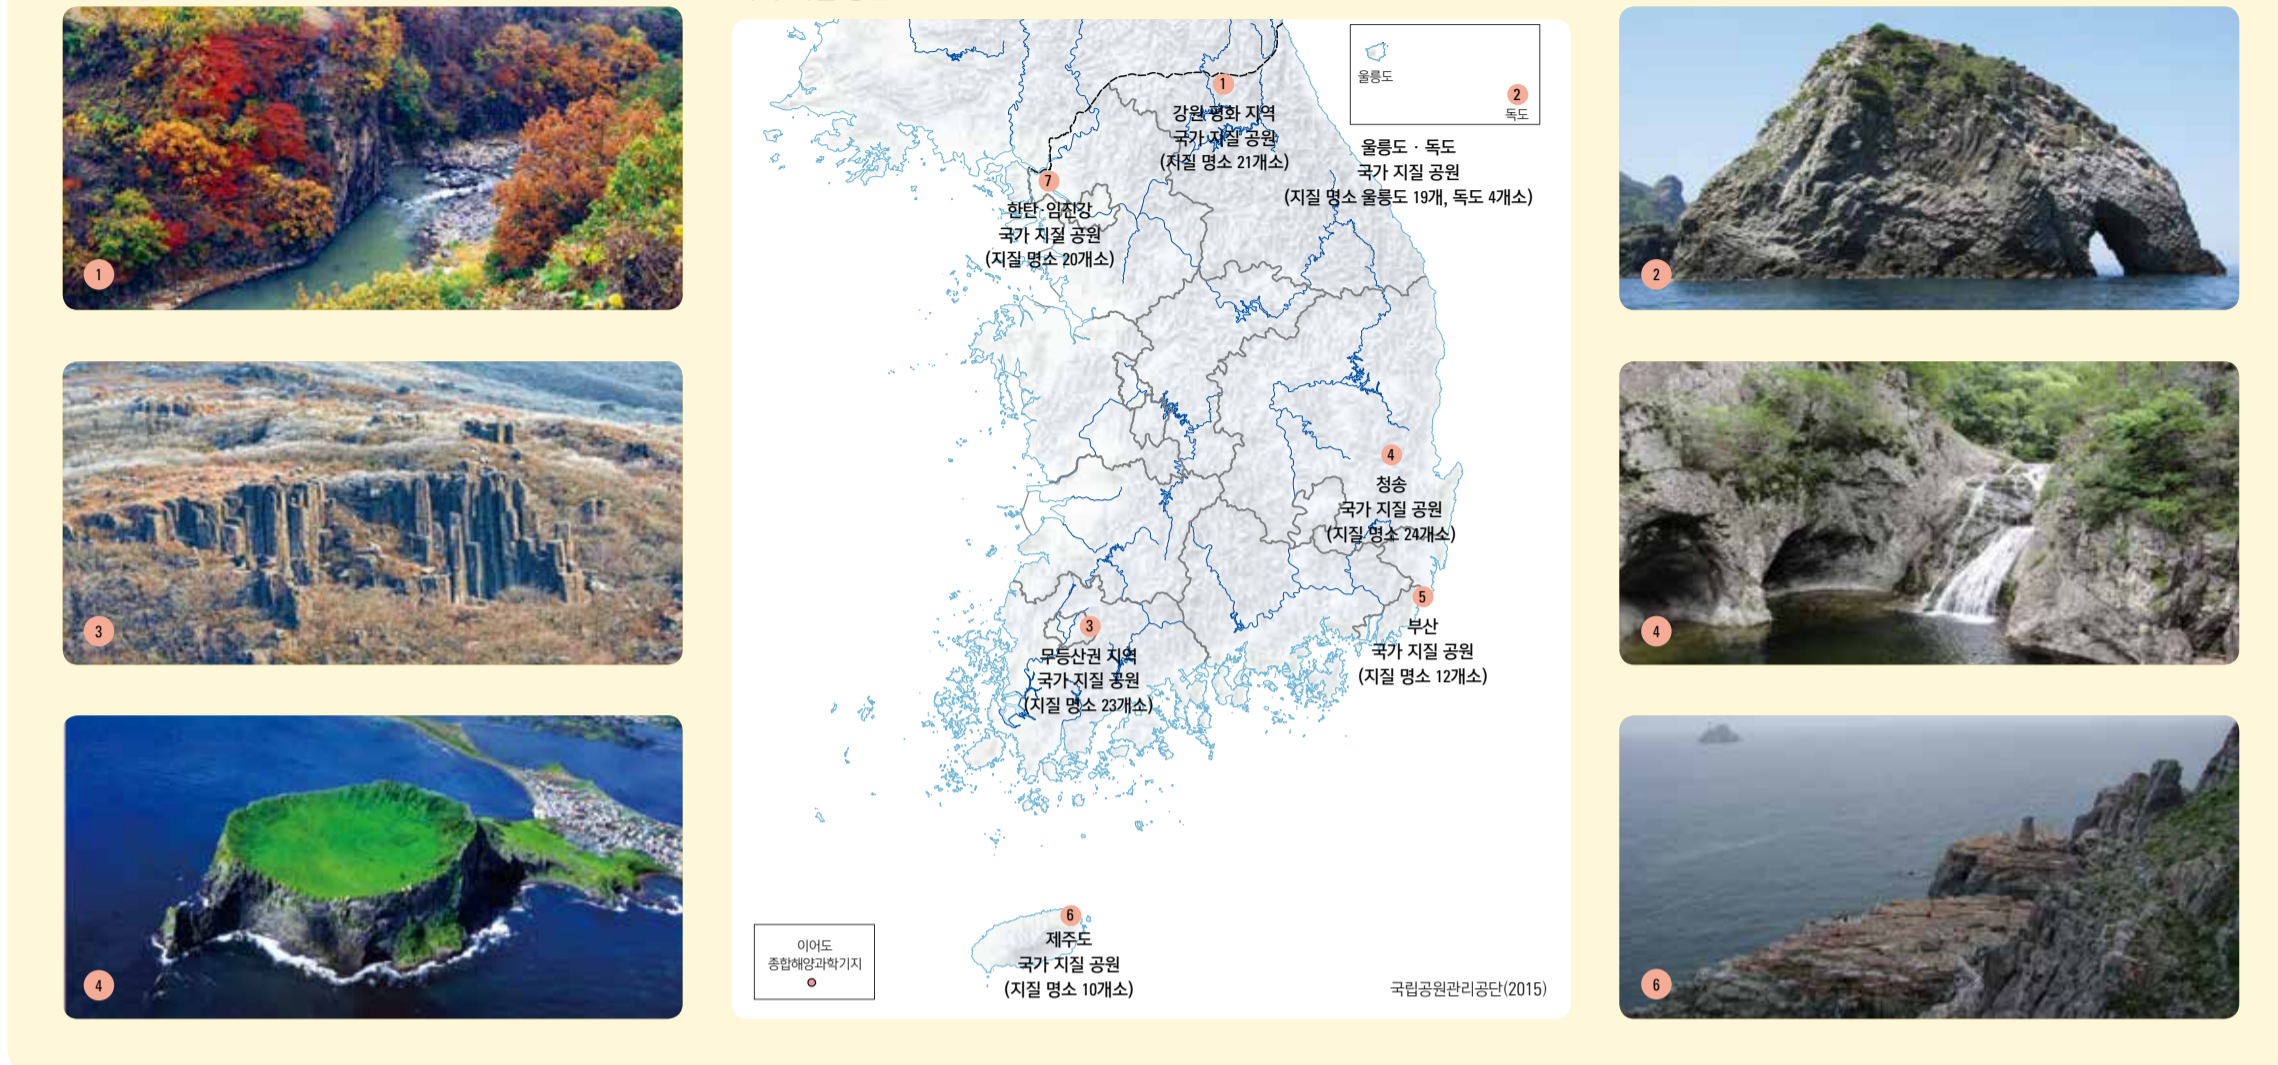 1
3
4
1
강원 평화 지역
국가 지질 공원
(지질 명소 21개소)
울릉도
2
독도
울릉도 · 독도
국가 지질 공원
(지질 명소 울릉도 19개, 독도 4개소)
7
한탄·임진강
국가 지질 공원
(지질 명소 20개소)
4
청송
국가 지질 공원
(지질 명소 24개소)
5
부산
국가 지질 공원
(지질 명소 12개소)
3
무등산권 지역
국가 지질 공원
(지질 명소 23개소)
6
제주도
국가 지질 공원
(지질 명소 10개소)
이어도
종합해양과학기지
국립공원관리공단(2015)
2
4
6